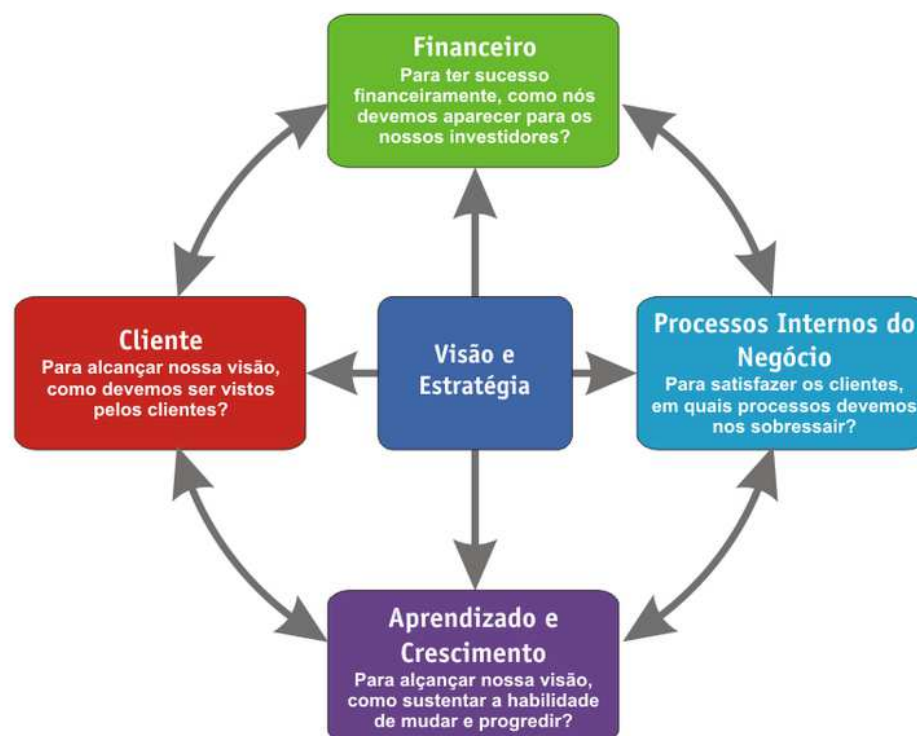 Financeiro
Para ter sucesso
financeiramente, como nós
devemos aparecer para os
nossos investidores?
Cliente
Para alcançar nossa visão,
como devemos ser vistos
pelos clientes?
Visão e
Estratégia
Processos Internos do
Negócio
Para satisfazer os clientes,
em quais processos devemos
nos sobressair?
Aprendizado e
Crescimento
Para alçançar nossa visão,
como sustentar a habilidade
de mudar e progredir?